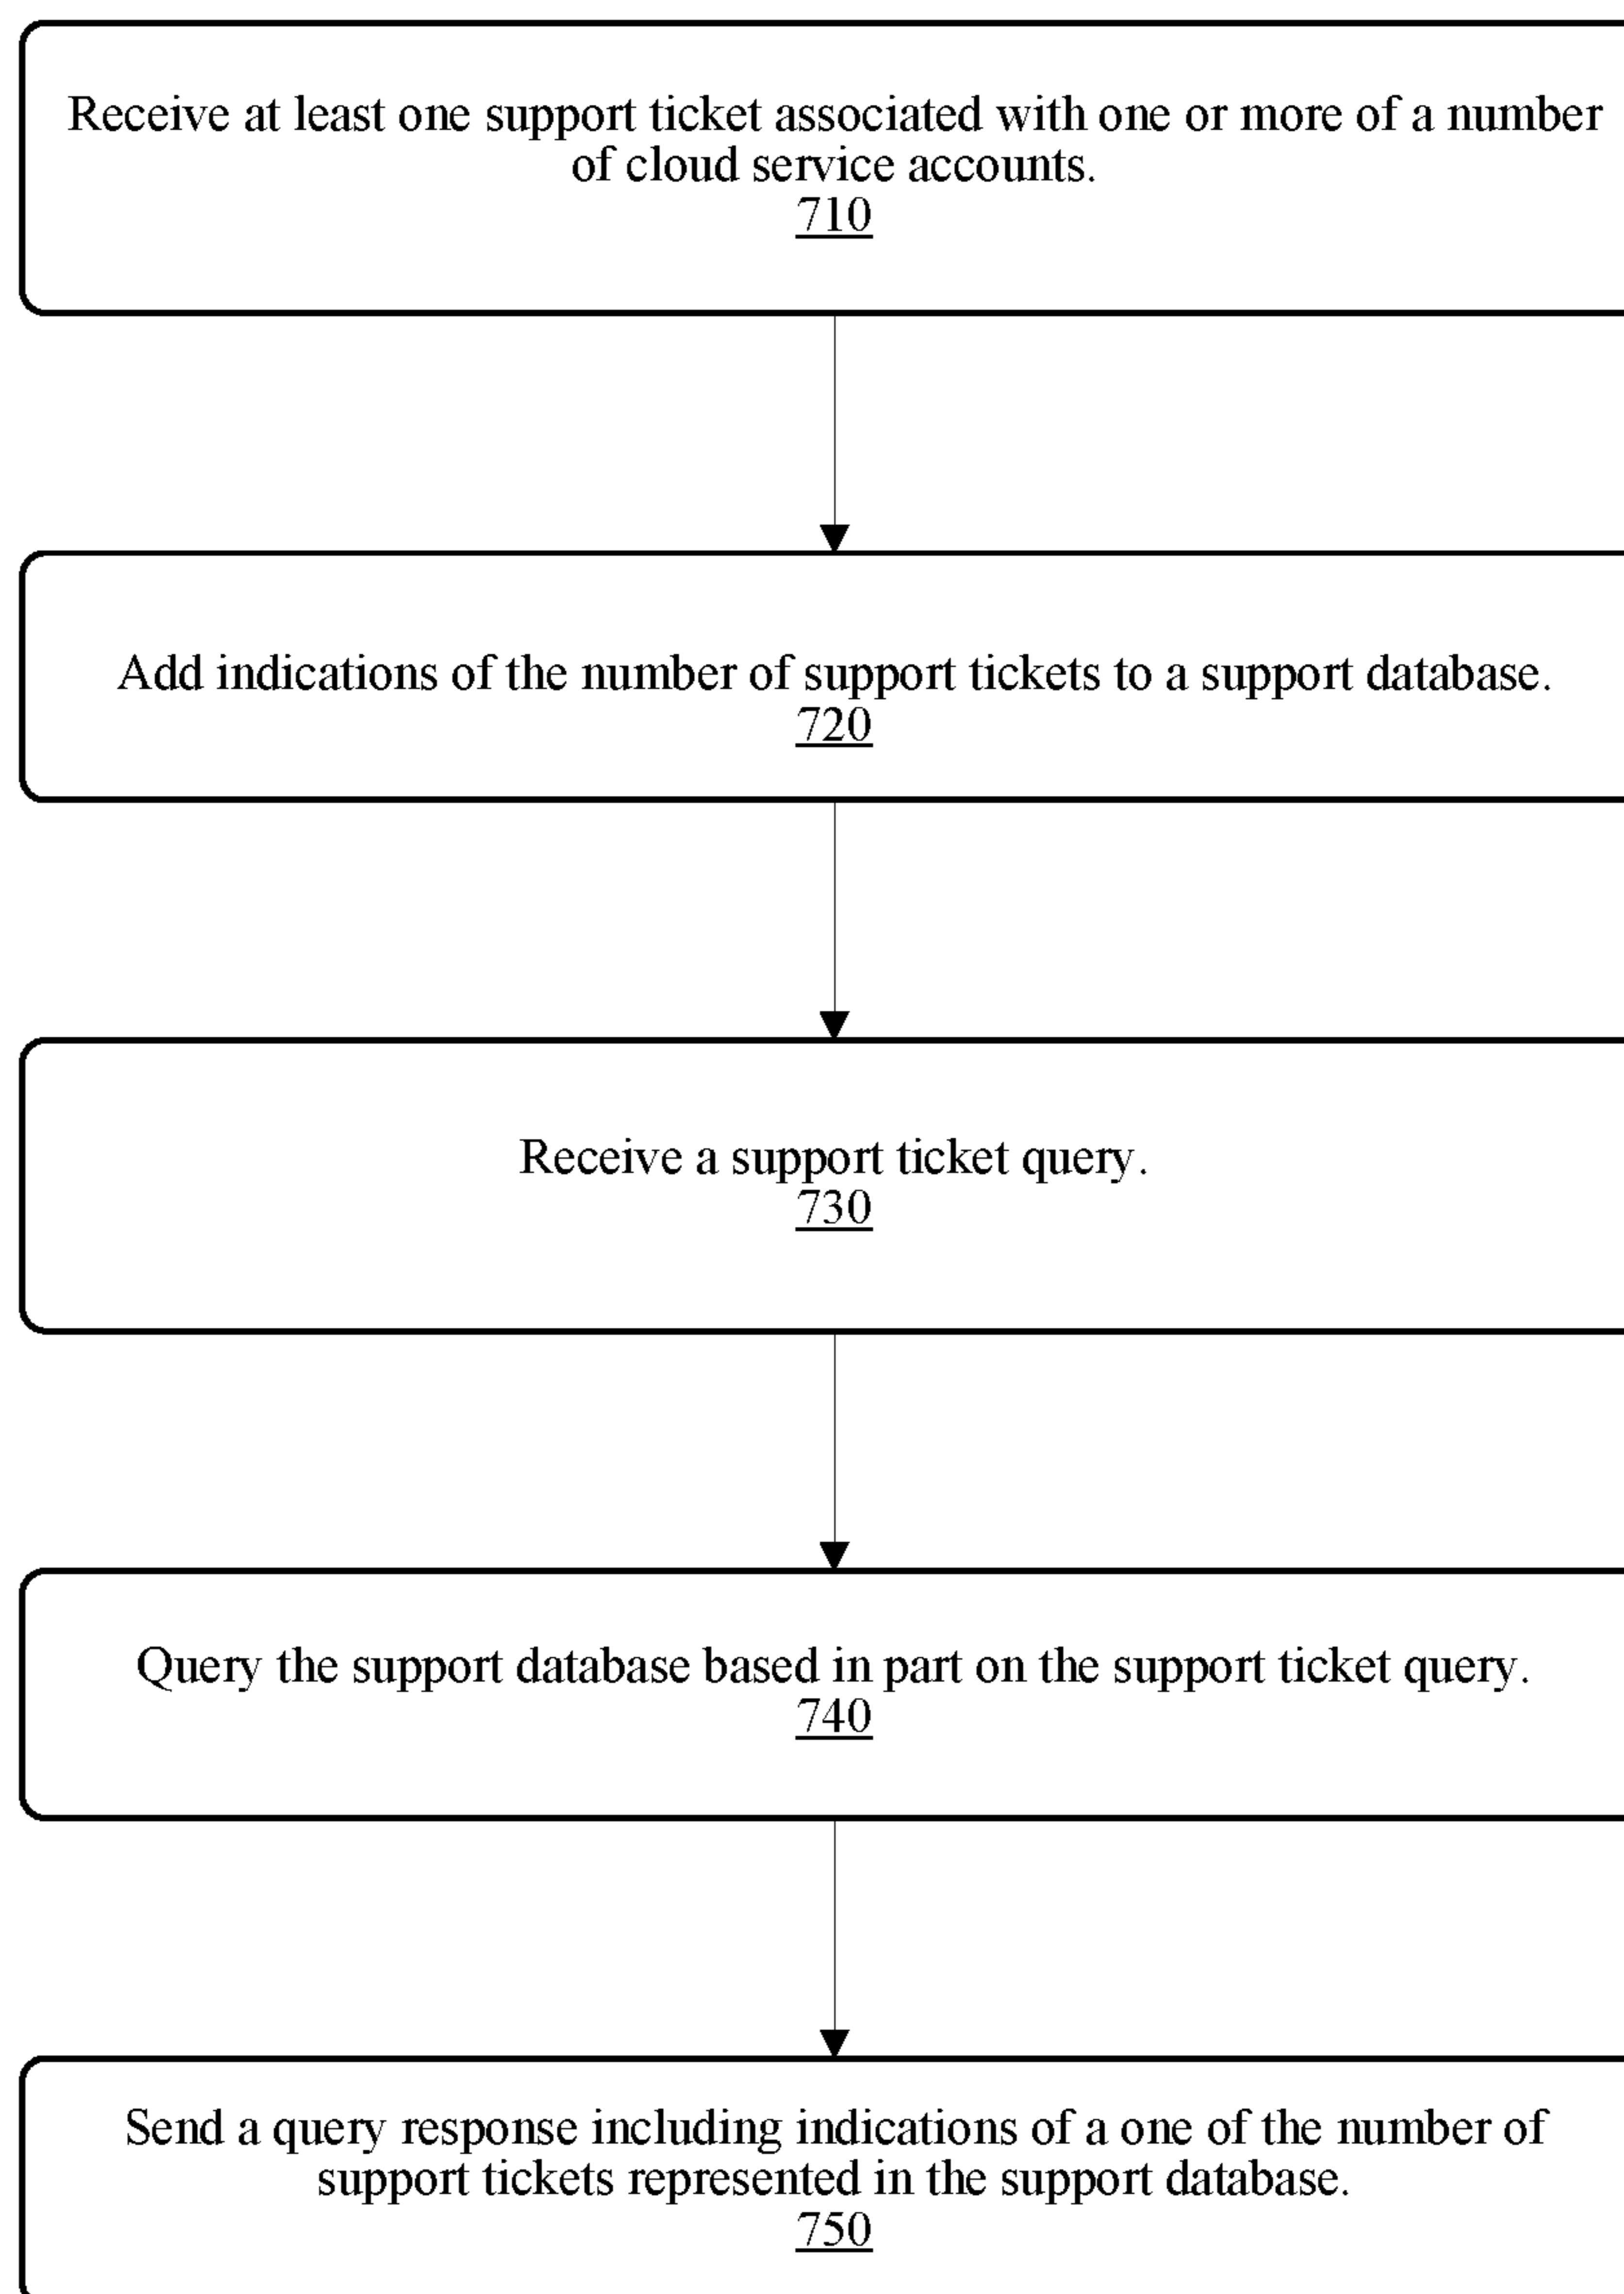 Receive at least one support ticket associated with one or more of a number
of cloud service accounts.
710
Add indications of the number of support tickets to a support database.
720
Receive a support ticket query.
730
Query the support database based in part on the support ticket query.
740
Send a query response including indications of a one of the number of
support tickets represented in the support database.
750